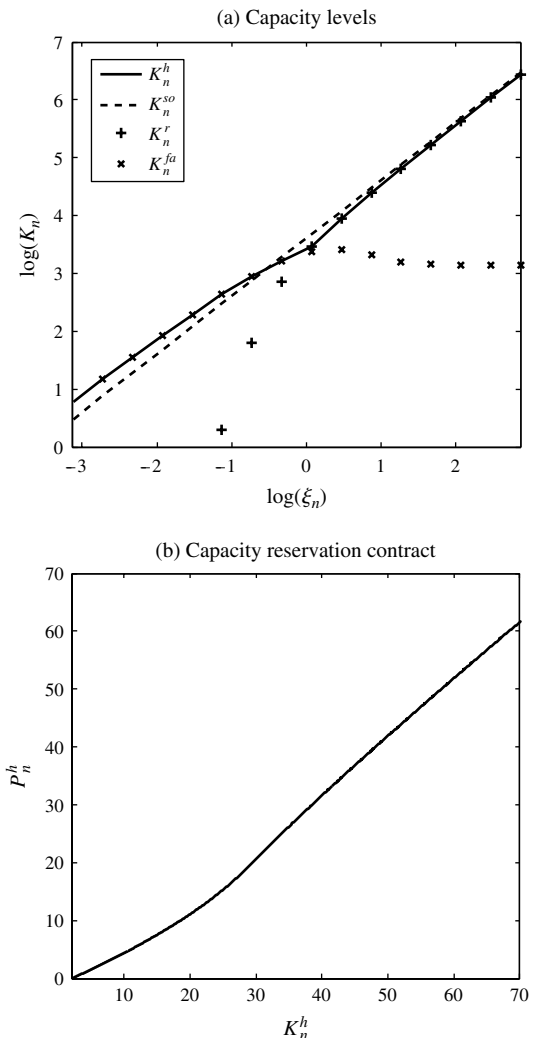 (a) Capacity levels
7
6
5
4
3
2
1
0
K_n^h
K_n^{so}
K_n^r
K_n^{fa}
log(K_n)
−3 −2 −1 0 1 2
log(ξ_n)
(b) Capacity reservation contract
70
60
50
40
30
20
10
0
P_n^h
10 20 30 40 50 60 70
K_n^h